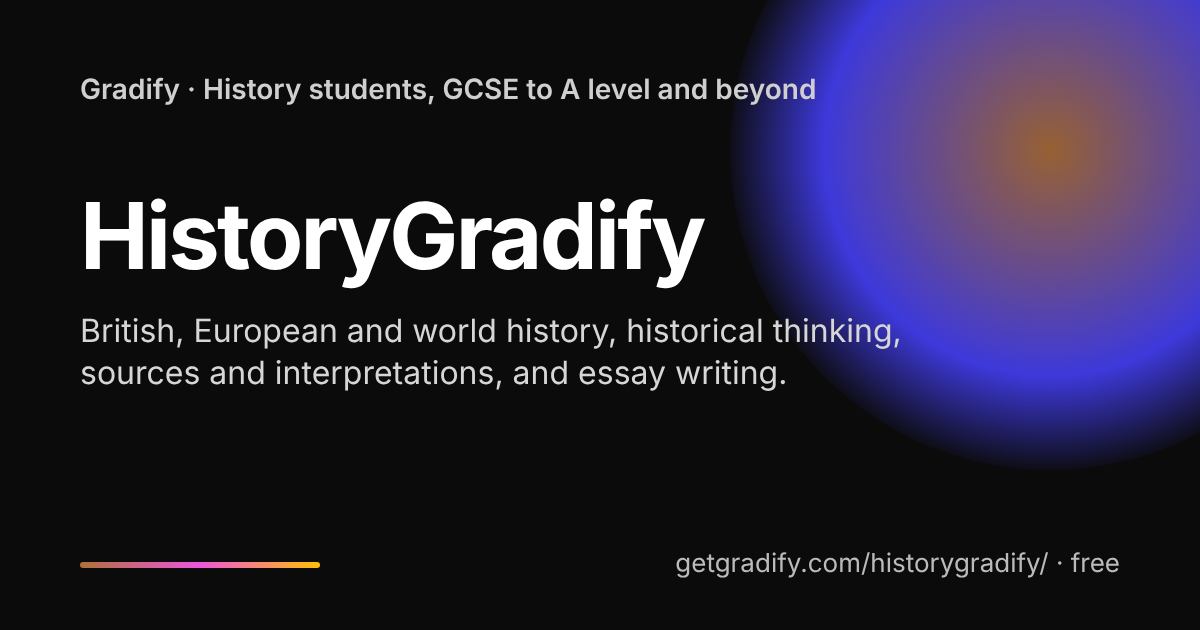 Gradify · History students, GCSE to A level and beyond
HistoryGradify
British, European and world history, historical thinking,
sources and interpretations, and essay writing.
getgradify.com/historygradify/ · free